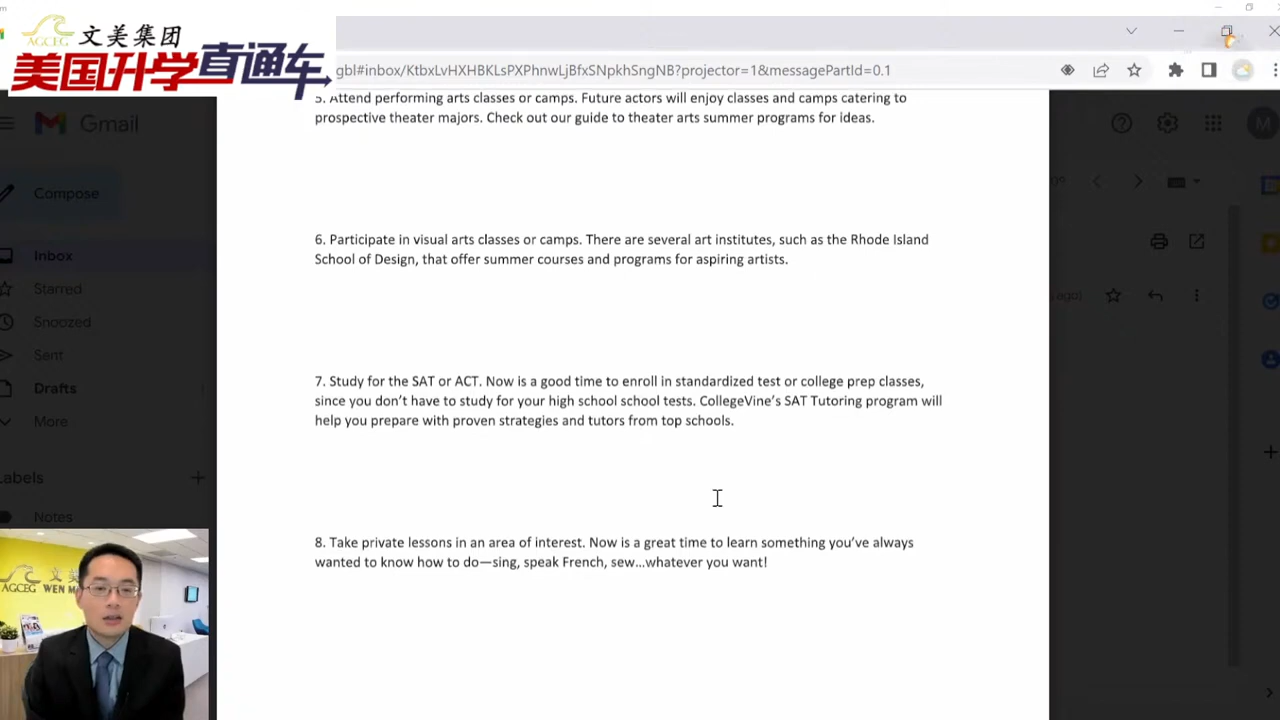 文美集团
AGCEG
美国升学直通车
gbl#inbox/KtbxLvHXHBKLsPXPhnwLjBfxSNpkhSngNB?projector=1&messagePartId=0.1
5. Attend performing arts classes or camps. Future actors will enjoy classes and camps catering to
prospective theater majors. Check out our guide to theater arts summer programs for ideas.
Gmail
M
Compose
Inbox
Starred
Snoozed
Sent
Drafts
More
Labels
Notes
ago)
6. Participate in visual arts classes or camps. There are several art institutes, such as the Rhode Island
School of Design, that offer summer courses and programs for aspiring artists.
7. Study for the SAT or ACT. Now is a good time to enroll in standardized test or college prep classes,
since you don't have to study for your high school school tests. CollegeVine's SAT Tutoring program will
help you prepare with proven strategies and tutors from top schools.
8. Take private lessons in an area of interest. Now is a great time to learn something you've always
wanted to know how to do—sing, speak French, sew…whatever you want!
文美
AGCEG WEN M